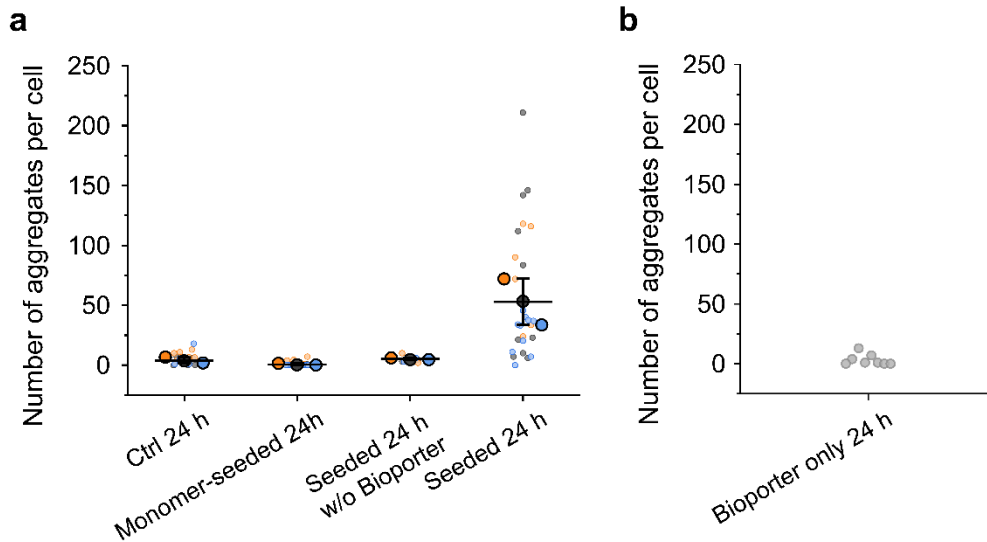 a
Number of aggregates per cell
250
200
150
100
50
0
Ctrl 24 h
Monomer-seeded 24h
Seeded 24 h
w/o Bioporter
Seeded 24 h
b
Number of aggregates per cell
250
200
150
100
50
0
Bioporter only 24 h